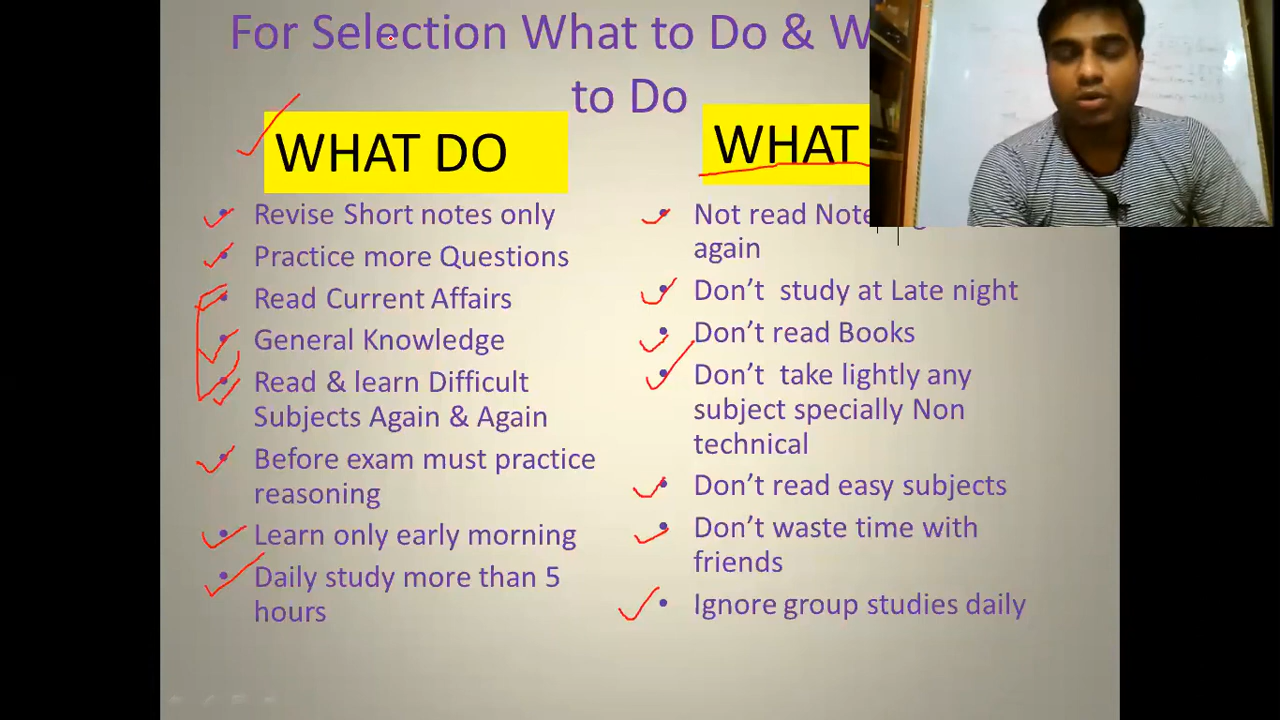 For Selection What to Do &
to Do
WHAT DO
Revise Short notes only
Practice more Questions
Read Current Affairs
General Knowledge
Read & learn Difficult
Subjects Again & Again
Before exam must practice
reasoning
Learn only early morning
Daily study more than 5
hours
WHAT
Not read
again
Don’t study at Late night
Don’t read Books
Don’t take lightly any
subject specially Non
technical
Don’t read easy subjects
Don’t waste time with
friends
Ignore group studies daily